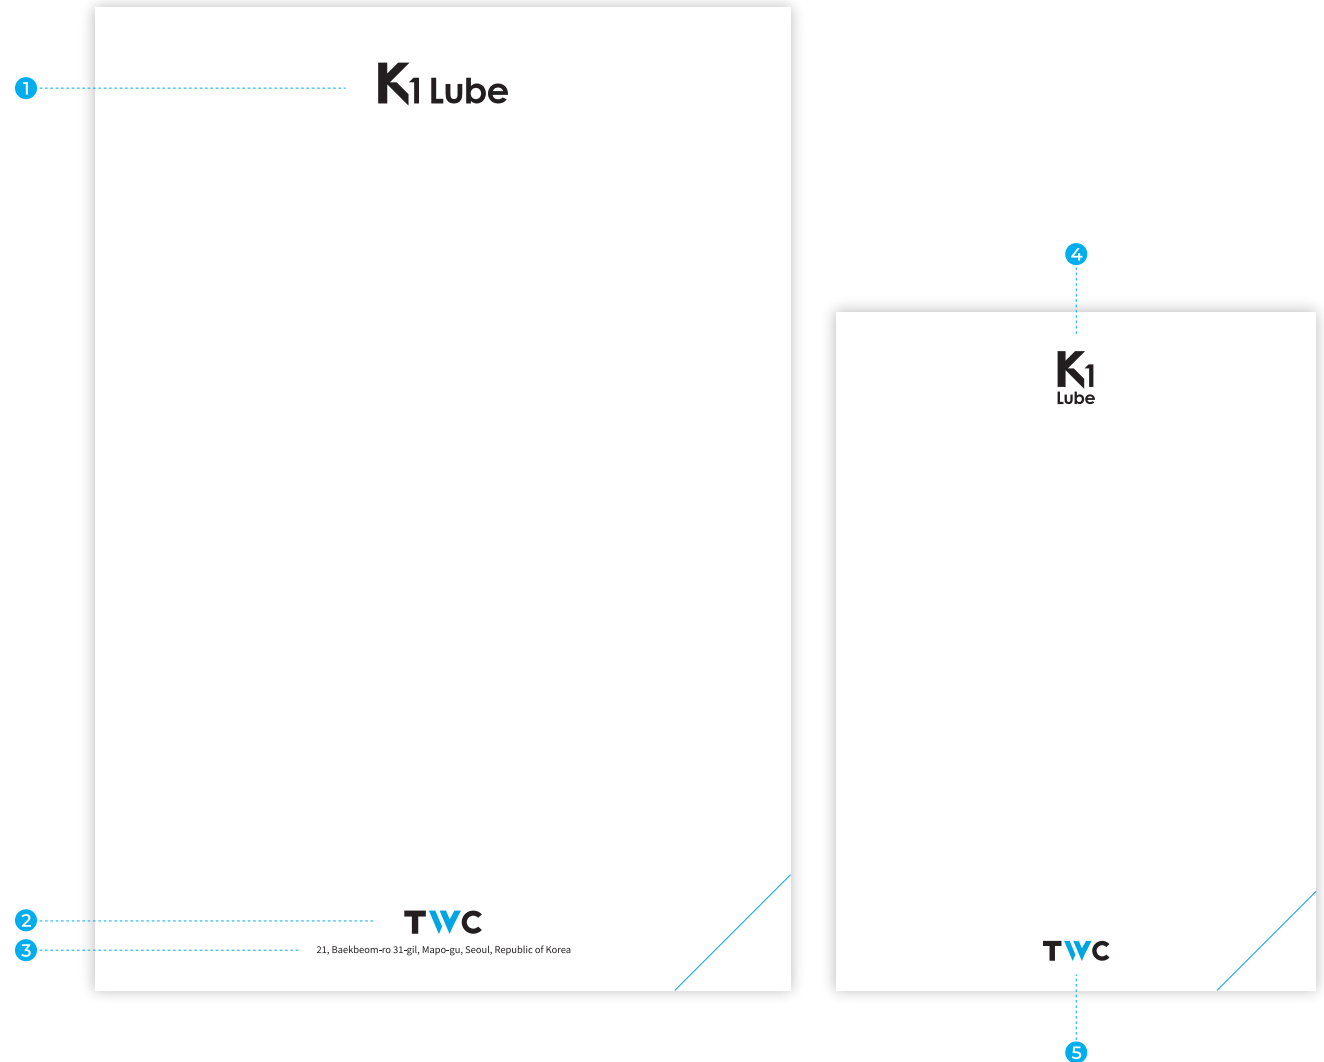 1
K1 Lube
2
TWC
3
21, Baekbeom-ro 31-gil, Mapo-gu, Seoul, Republic of Korea
4
K1
Lube
TWC
5